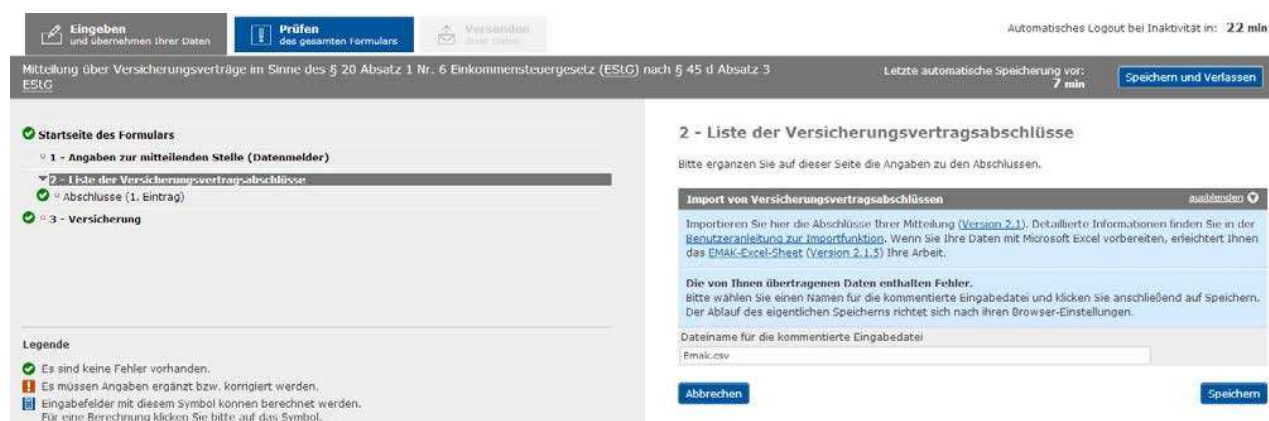 Eingeben
und übernehmen Ihrer Daten
Prüfen
des gesamten Formulars
Versenden
Ihrer Daten
Automatisches Logout bei Inaktivität in: 22 min
Mitteilung über Versicherungsverträge im Sinne des § 20 Absatz 1 Nr. 6 Einkommensteuergesetz (EStG) nach § 45 d Absatz 3
EStG
Letzte automatische Speicherung vor:
7 min
Speichern und Verlassen
Startseite des Formulars
1 - Angaben zur mitteilenden Stelle (Datenmelder)
2 - Liste der Versicherungsvertragsabschlüsse
Abschlüsse (1. Eintrag)
3 - Versicherung
Legende
Es sind keine Fehler vorhanden.
Es müssen Angaben ergänzt bzw. korrigiert werden.
Eingabefelder mit diesem Symbol können berechnet werden.
Für eine Berechnung klicken Sie bitte auf das Symbol.
2 - Liste der Versicherungsvertragsabschlüsse
Bitte ergänzen Sie auf dieser Seite die Angaben zu den Abschlüssen.
Import von Versicherungsvertragsabschlüssen
ausblenden
Importieren Sie hier die Abschlüsse Ihrer Mitteilung (Version 2.1). Detaillierte Informationen finden Sie in der
Benutzeranleitung zur Importfunktion. Wenn Sie Ihre Daten mit Microsoft Excel vorbereiten, erleichtert Ihnen
das EMAK-Excel-Sheet (Version 2.1.5) Ihre Arbeit.
Die von Ihnen übertragenen Daten enthalten Fehler.
Bitte wählen Sie einen Namen für die kommentierte Eingabedatei und klicken Sie anschließend auf Speichern.
Der Ablauf des eigentlichen Speicherns richtet sich nach ihren Browser-Einstellungen.
Dateiname für die kommentierte Eingabedatei
Emak.csv
Abbrechen
Speichern